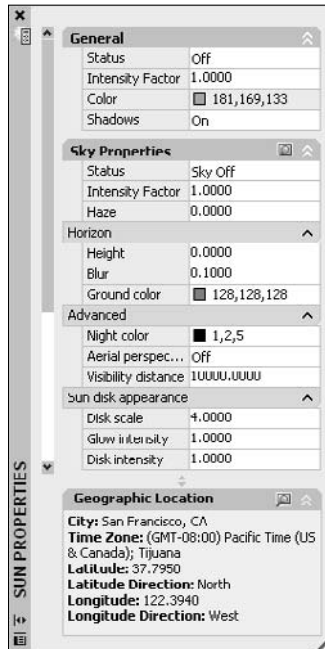 General
Status Off
Intensity Factor 1.0000
Color 181,169,133
Shadows On
Sky Properties
Status Sky Off
Intensity Factor 1.0000
Haze 0.0000
Horizon
Height 0.0000
Blur 0.1000
Ground color 128,128,128
Advanced
Night color 1,2,5
Aerial perspec... Off
Visibility distance 10000.0000
Sun disk appearance
Disk scale 4.0000
Glow intensity 1.0000
Disk intensity 1.0000
Geographic Location
City: San Francisco, CA
Time Zone: (GMT-08:00) Pacific Time (US
& Canada); Tijuana
Latitude: 37.7950
Latitude Direction: North
Longitude: 122.3940
Longitude Direction: West
SUN PROPERTIES